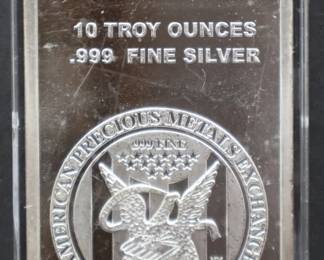 10 TROY OUNCES
.999 FINE SILVER
AMERICAN PRECIOUS METALS EXCHANGE
.999 FINE